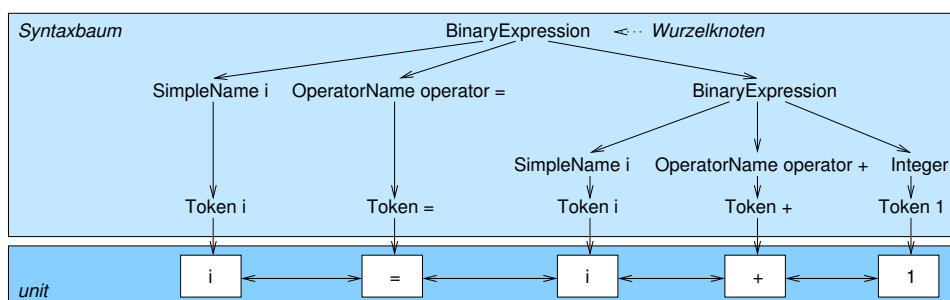 Syntaxbaum BinaryExpression Wurzelknoten
SimpleName i OperatorName operator = BinaryExpression
SimpleName i OperatorName operator + Integer
Token i Token = Token i Token + Token 1
i = i + 1
unit